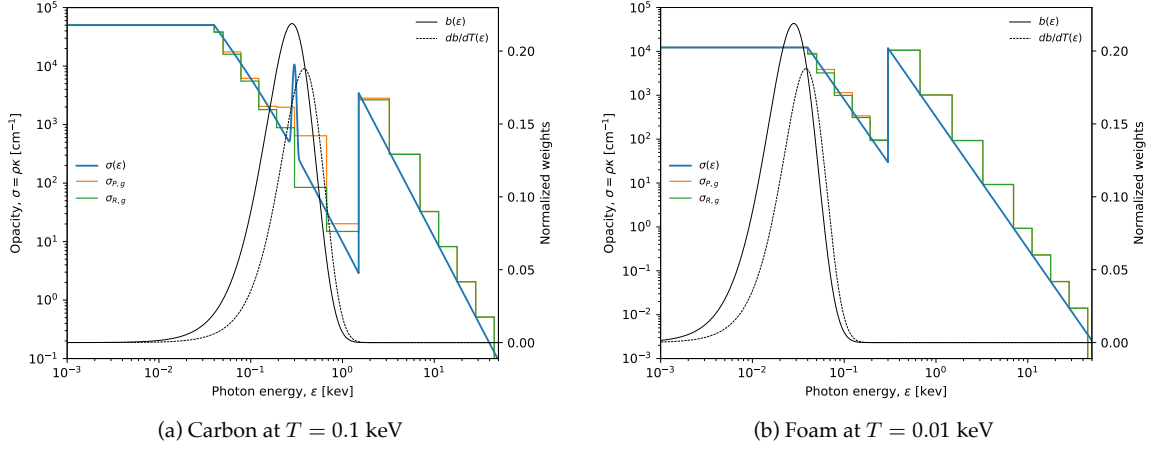 10^5
10^4
10^3
10^2
10^1
10^0
10^−1
Opacity, σ = ρκ [cm^−1]
b(ε)
db/dT(ε)
σ(ε)
σ_P,g
σ_R,g
0.20
0.15
0.10
0.05
0.00
Normalized weights
10^−3 10^−2 10^−1 10^0 10^1
Photon energy, ε [kev]
(a) Carbon at T = 0.1 keV
10^5
10^4
10^3
10^2
10^1
10^0
10^−1
10^−2
10^−3
Opacity, σ = ρκ [cm^−1]
b(ε)
db/dT(ε)
σ(ε)
σ_P,g
σ_R,g
0.20
0.15
0.10
0.05
0.00
Normalized weights
10^−3 10^−2 10^−1 10^0 10^1
Photon energy, ε [kev]
(b) Foam at T = 0.01 keV